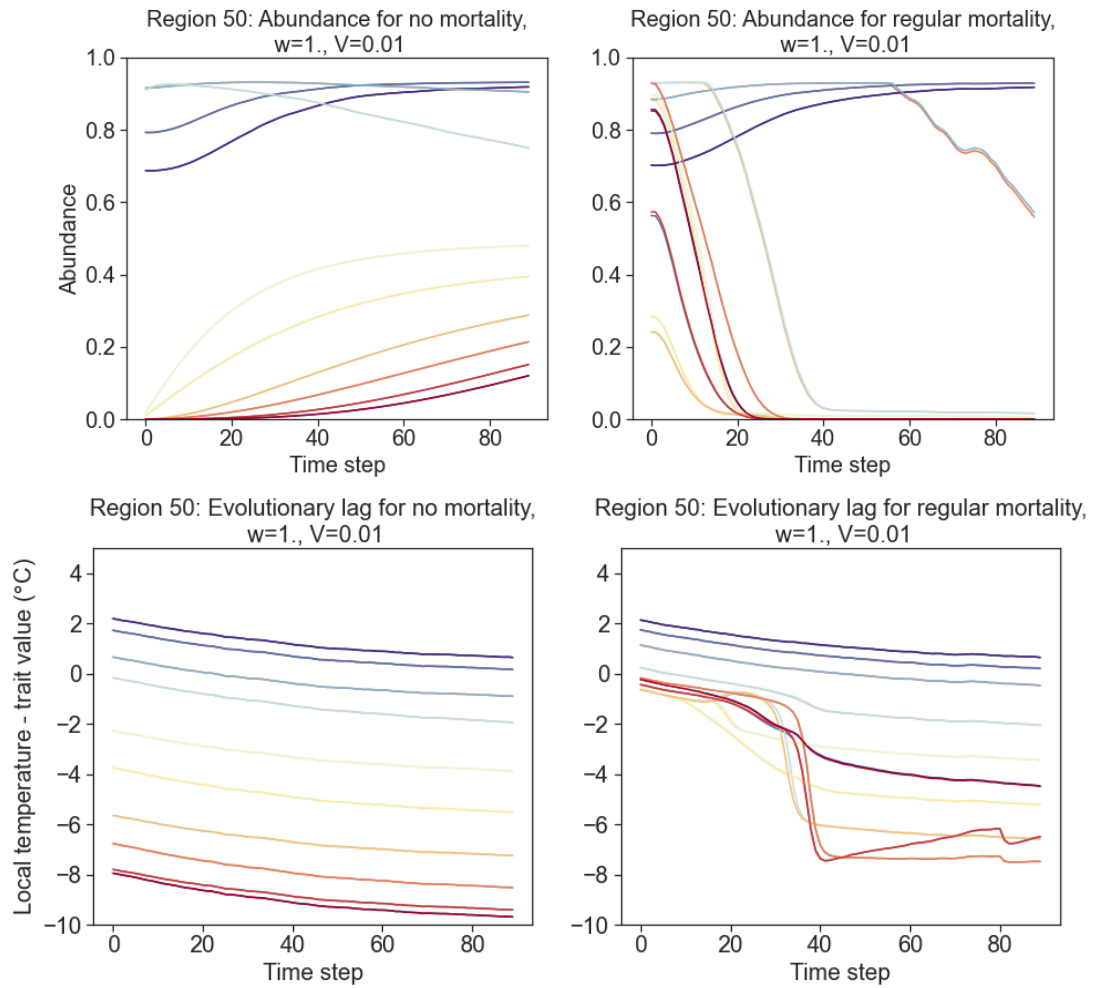 Region 50: Abundance for no mortality,
w=1., V=0.01
1.0
0.8
0.6
0.4
0.2
0.0
Abundance
0 20 40 60 80
Time step
Region 50: Abundance for regular mortality,
w=1., V=0.01
1.0
0.8
0.6
0.4
0.2
0.0
0 20 40 60 80
Time step
Region 50: Evolutionary lag for no mortality,
w=1., V=0.01
4
2
0
−2
−4
−6
−8
−10
Local temperature - trait value (°C)
0 20 40 60 80
Time step
Region 50: Evolutionary lag for regular mortality,
w=1., V=0.01
4
2
0
−2
−4
−6
−8
−10
0 20 40 60 80
Time step